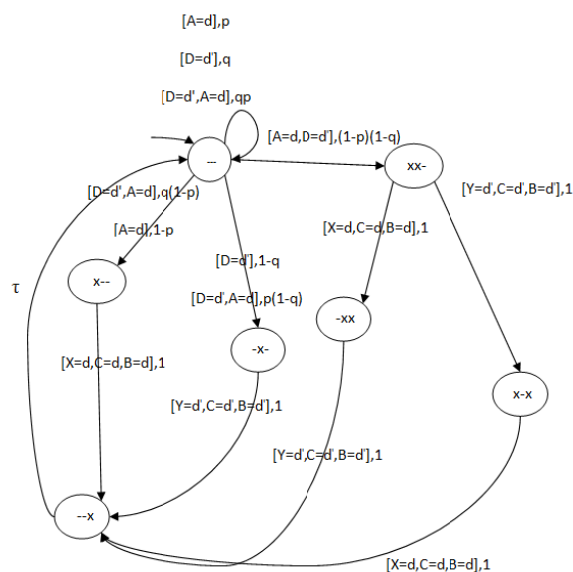 [A=d],p
[D=d'],q
[D=d',A=d],qp
---
[A=d,D=d'],(1-p)(1-q)
xx-
[D=d',A=d],q(1-p)
[Y=d',C=d',B=d'],1
[A=d],1-p
[X=d,C=d,B=d],1
[D=d'],1-q
x--
τ
[D=d',A=d],p(1-q)
-xx
-x-
[X=d,C=d,B=d],1
x-x
[Y=d',C=d',B=d'],1
[Y=d',C=d',B=d'],1
--x
[X=d,C=d,B=d],1